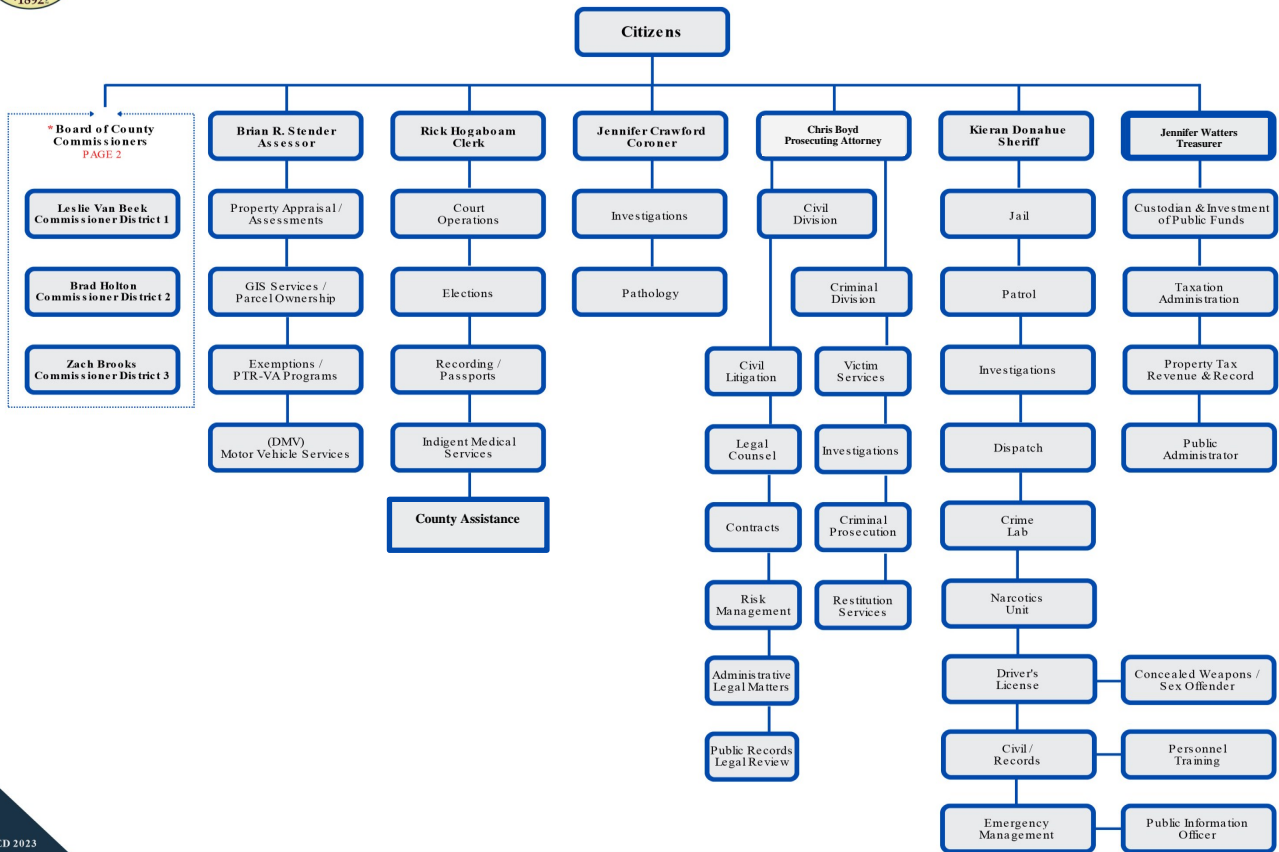 1892
Citizens
* Board of County
Commissioners
PAGE 2
Leslie Van Beek
Commissioner District 1
Brad Holton
Commissioner District 2
Zach Brooks
Commissioner District 3
Brian R. Stender
Assessor
Property Appraisal /
Assessments
GIS Services /
Parcel Ownership
Exemptions /
PTR-VA Programs
(DMV)
Motor Vehicle Services
Rick Hogaboam
Clerk
Court
Operations
Elections
Recording /
Passports
Indigent Medical
Services
County Assistance
Jennifer Crawford
Coroner
Investigations
Pathology
Chris Boyd
Prosecuting Attorney
Civil
Division
Criminal
Division
Civil
Litigation
Legal
Counsel
Contracts
Risk
Management
Administrative
Legal Matters
Public Records
Legal Review
Victim
Services
Investigations
Criminal
Prosecution
Restitution
Services
Kieran Donahue
Sheriff
Jail
Patrol
Investigations
Dispatch
Crime
Lab
Narcotics
Unit
Driver's
License
Concealed Weapons /
Sex Offender
Civil /
Records
Personnel
Training
Emergency
Management
Public Information
Officer
Jennifer Watters
Treasurer
Custodian & Investment
of Public Funds
Taxation
Administration
Property Tax
Revenue & Record
Public
Administrator
2023